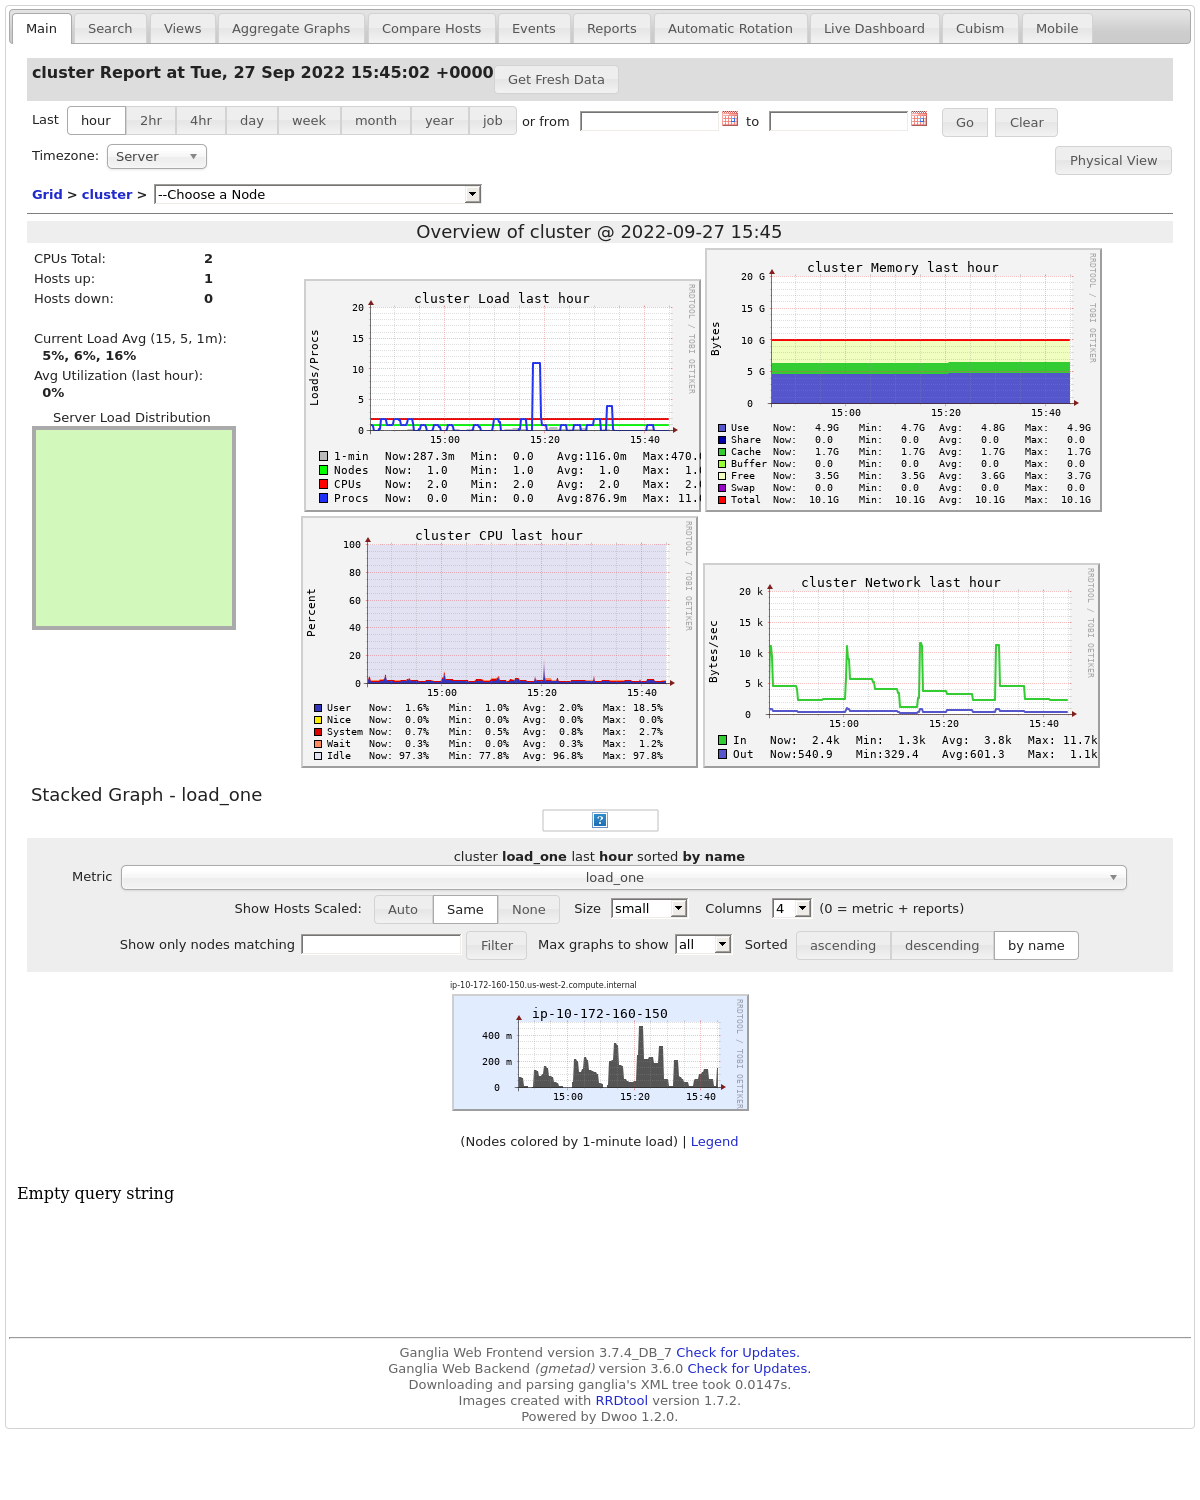 Main Search Views Aggregate Graphs Compare Hosts Events Reports Automatic Rotation Live Dashboard Cubism Mobile
cluster Report at Tue, 27 Sep 2022 15:45:02 +0000 Get Fresh Data
Last hour 2hr 4hr day week month year job or from to Go Clear
Timezone: Server
Physical View
Grid > cluster > --Choose a Node
Overview of cluster @ 2022-09-27 15:45
CPUs Total: 2
Hosts up: 1
Hosts down: 0
Current Load Avg (15, 5, 1m):
5%, 6%, 16%
Avg Utilization (last hour):
0%
Server Load Distribution
cluster Load last hour
RRDTOOL / TOBI OETIKER
Loads/Procs
20
15
10
5
0
15:00 15:20 15:40
1-min Now:287.3m Min: 0.0 Avg:116.0m Max:470.
Nodes Now: 1.0 Min: 1.0 Avg: 1.0 Max: 1.
CPUs Now: 2.0 Min: 2.0 Avg: 2.0 Max: 2.
Procs Now: 0.0 Min: 0.0 Avg:876.9m Max: 11.
cluster Memory last hour
RRDTOOL / TOBI OETIKER
Bytes
20 G
15 G
10 G
5 G
0
15:00 15:20 15:40
Use Now: 4.9G Min: 4.7G Avg: 4.8G Max: 4.9G
Share Now: 0.0 Min: 0.0 Avg: 0.0 Max: 0.0
Cache Now: 1.7G Min: 1.7G Avg: 1.7G Max: 1.7G
Buffer Now: 0.0 Min: 0.0 Avg: 0.0 Max: 0.0
Free Now: 3.5G Min: 3.5G Avg: 3.6G Max: 3.7G
Swap Now: 0.0 Min: 0.0 Avg: 0.0 Max: 0.0
Total Now: 10.1G Min: 10.1G Avg: 10.1G Max: 10.1G
cluster CPU last hour
RRDTOOL / TOBI OETIKER
Percent
100
80
60
40
20
0
15:00 15:20 15:40
User Now: 1.6% Min: 1.0% Avg: 2.0% Max: 18.5%
Nice Now: 0.0% Min: 0.0% Avg: 0.0% Max: 0.0%
System Now: 0.7% Min: 0.5% Avg: 0.8% Max: 2.7%
Wait Now: 0.3% Min: 0.0% Avg: 0.3% Max: 1.2%
Idle Now: 97.3% Min: 77.8% Avg: 96.8% Max: 97.8%
cluster Network last hour
RRDTOOL / TOBI OETIKER
Bytes/sec
20 k
15 k
10 k
5 k
0
15:00 15:20 15:40
In Now: 2.4k Min: 1.3k Avg: 3.8k Max: 11.7k
Out Now:540.9 Min:329.4 Avg:601.3 Max: 1.1k
Stacked Graph - load_one
?
cluster load_one last hour sorted by name
Metric load_one
Show Hosts Scaled: Auto Same None Size small Columns 4 (0 = metric + reports)
Show only nodes matching Filter Max graphs to show all Sorted ascending descending by name
ip-10-172-160-150.us-west-2.compute.internal
ip-10-172-160-150
RRDTOOL / TOBI OETIKER
400 m
200 m
0
15:00 15:20 15:40
(Nodes colored by 1-minute load) | Legend
Empty query string
Ganglia Web Frontend version 3.7.4_DB_7 Check for Updates.
Ganglia Web Backend (gmetad) version 3.6.0 Check for Updates.
Downloading and parsing ganglia's XML tree took 0.0147s.
Images created with RRDtool version 1.7.2.
Powered by Dwoo 1.2.0.